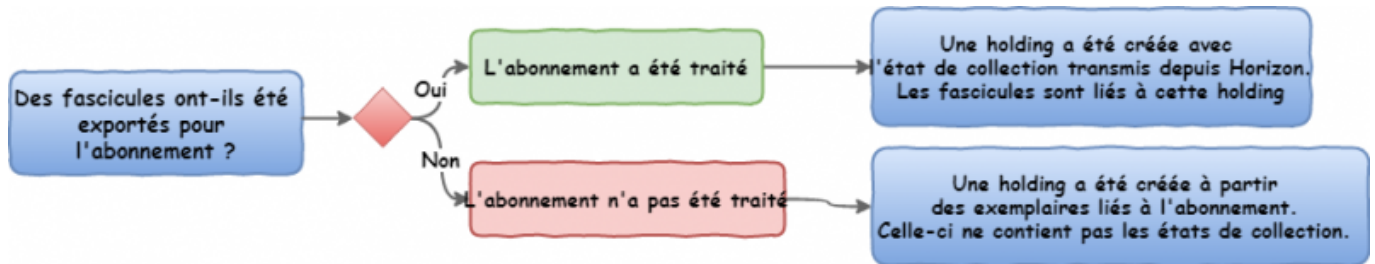 Des fascicules ont-ils été
exportés pour
l'abonnement ?
Oui
L'abonnement a été traité
Une holding a été créée avec
l'état de collection transmis depuis Horizon.
Les fascicules sont liés à cette holding
Non
L'abonnement n'a pas été traité
Une holding a été créée à partir
des exemplaires liés à l'abonnement.
Celle-ci ne contient pas les états de collection.